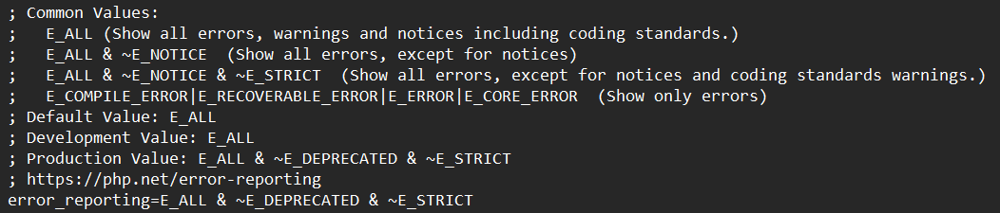 ; Common Values:
;   E_ALL (Show all errors, warnings and notices including coding standards.)
;   E_ALL & ~E_NOTICE  (Show all errors, except for notices)
;   E_ALL & ~E_NOTICE & ~E_STRICT  (Show all errors, except for notices and coding standards warnings.)
;   E_COMPILE_ERROR|E_RECOVERABLE_ERROR|E_ERROR|E_CORE_ERROR  (Show only errors)
; Default Value: E_ALL
; Development Value: E_ALL
; Production Value: E_ALL & ~E_DEPRECATED & ~E_STRICT
; https://php.net/error-reporting
error_reporting=E_ALL & ~E_DEPRECATED & ~E_STRICT